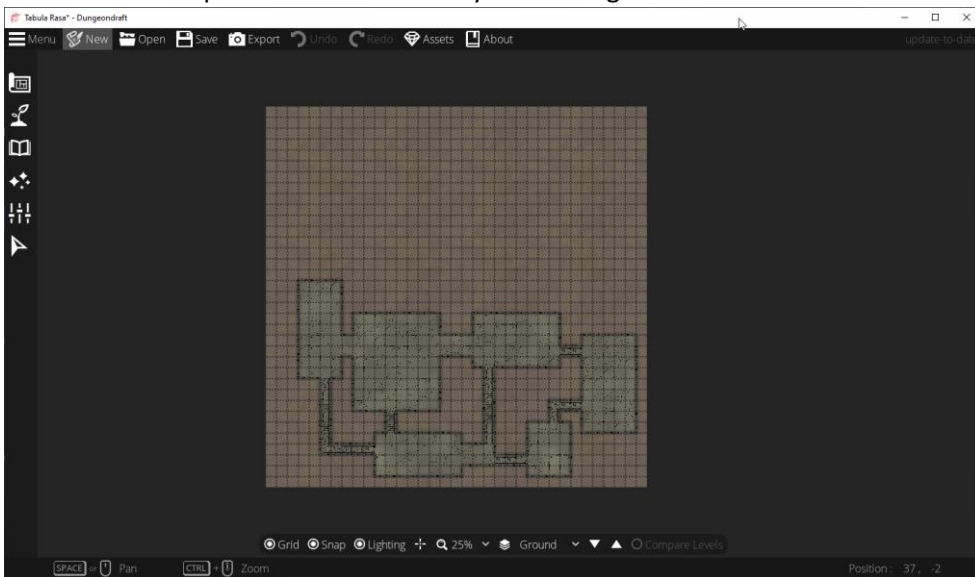 Tabula Rasa* - Dungeondraft
Menu New Open Save Export Undo Redo Assets About update-to-date
Grid Snap Lighting 25% Ground Compare Levels
SPACE or Pan CTRL + Zoom Position: 37, -2